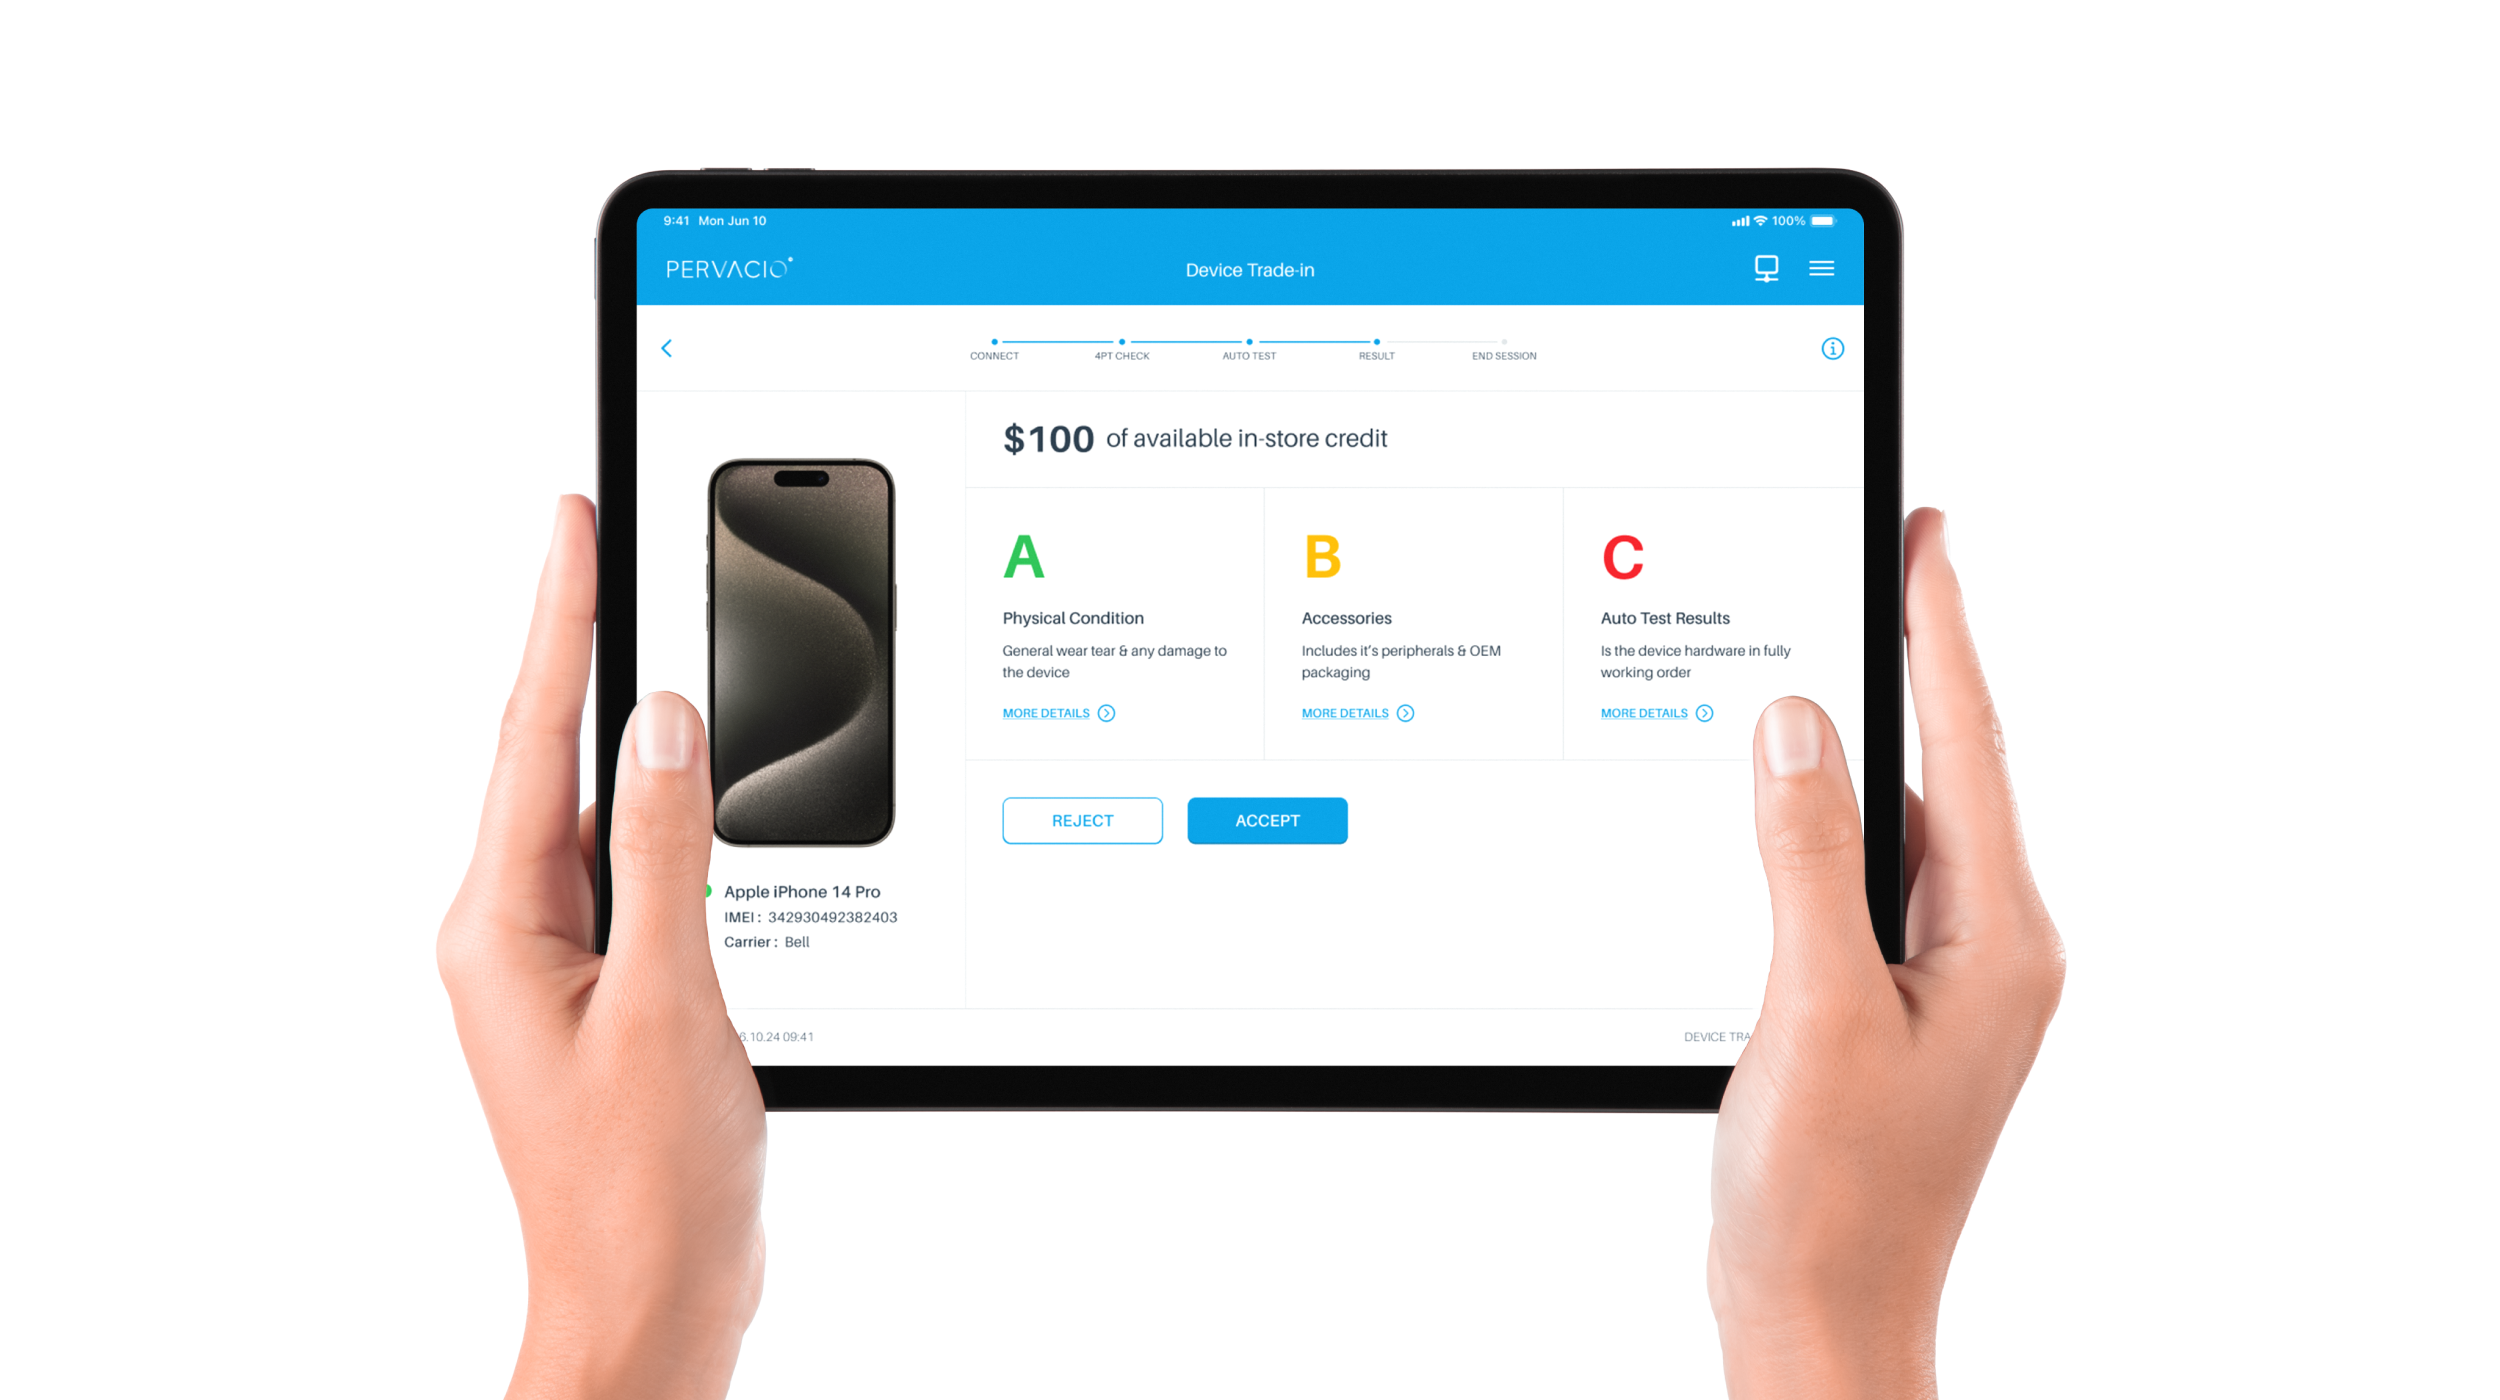 9:41 Mon Jun 10
100%
PERVACIO
Device Trade-in
CONNECT
4PT CHECK
AUTO TEST
RESULT
END SESSION
$100 of available in-store credit
A
Physical Condition
General wear tear & any damage to
the device
MORE DETAILS
B
Accessories
Includes it's peripherals & OEM
packaging
MORE DETAILS
C
Auto Test Results
Is the device hardware in fully
working order
MORE DETAILS
REJECT
ACCEPT
Apple iPhone 14 Pro
IMEI : 342930492382403
Carrier : Bell
6.10.24 09:41
DEVICE